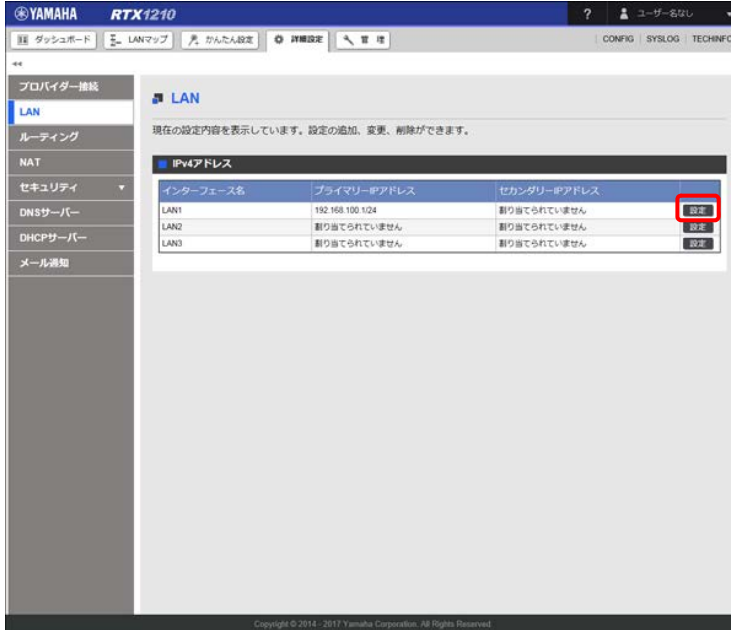 YAMAHA RTX1210 ? ユーザー名なし
ダッシュボード LANマップ かんたん設定 詳細設定 管 理 CONFIG SYSLOG TECHINFO
プロバイダー接続
LAN
ルーティング
NAT
セキュリティ
DNSサーバー
DHCPサーバー
メール通知
LAN
現在の設定内容を表示しています。設定の追加、変更、削除ができます。
IPv4アドレス
インターフェース名 プライマリーIPアドレス セカンダリーIPアドレス
LAN1 192.168.100.1/24 割り当てられていません 設定
LAN2 割り当てられていません 割り当てられていません 設定
LAN3 割り当てられていません 割り当てられていません 設定
Copyright © 2014 - 2017 Yamaha Corporation. All Rights Reserved.